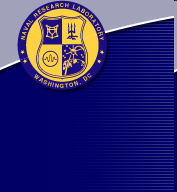 NAVAL RESEARCH LABORATORY
WASHINGTON, DC